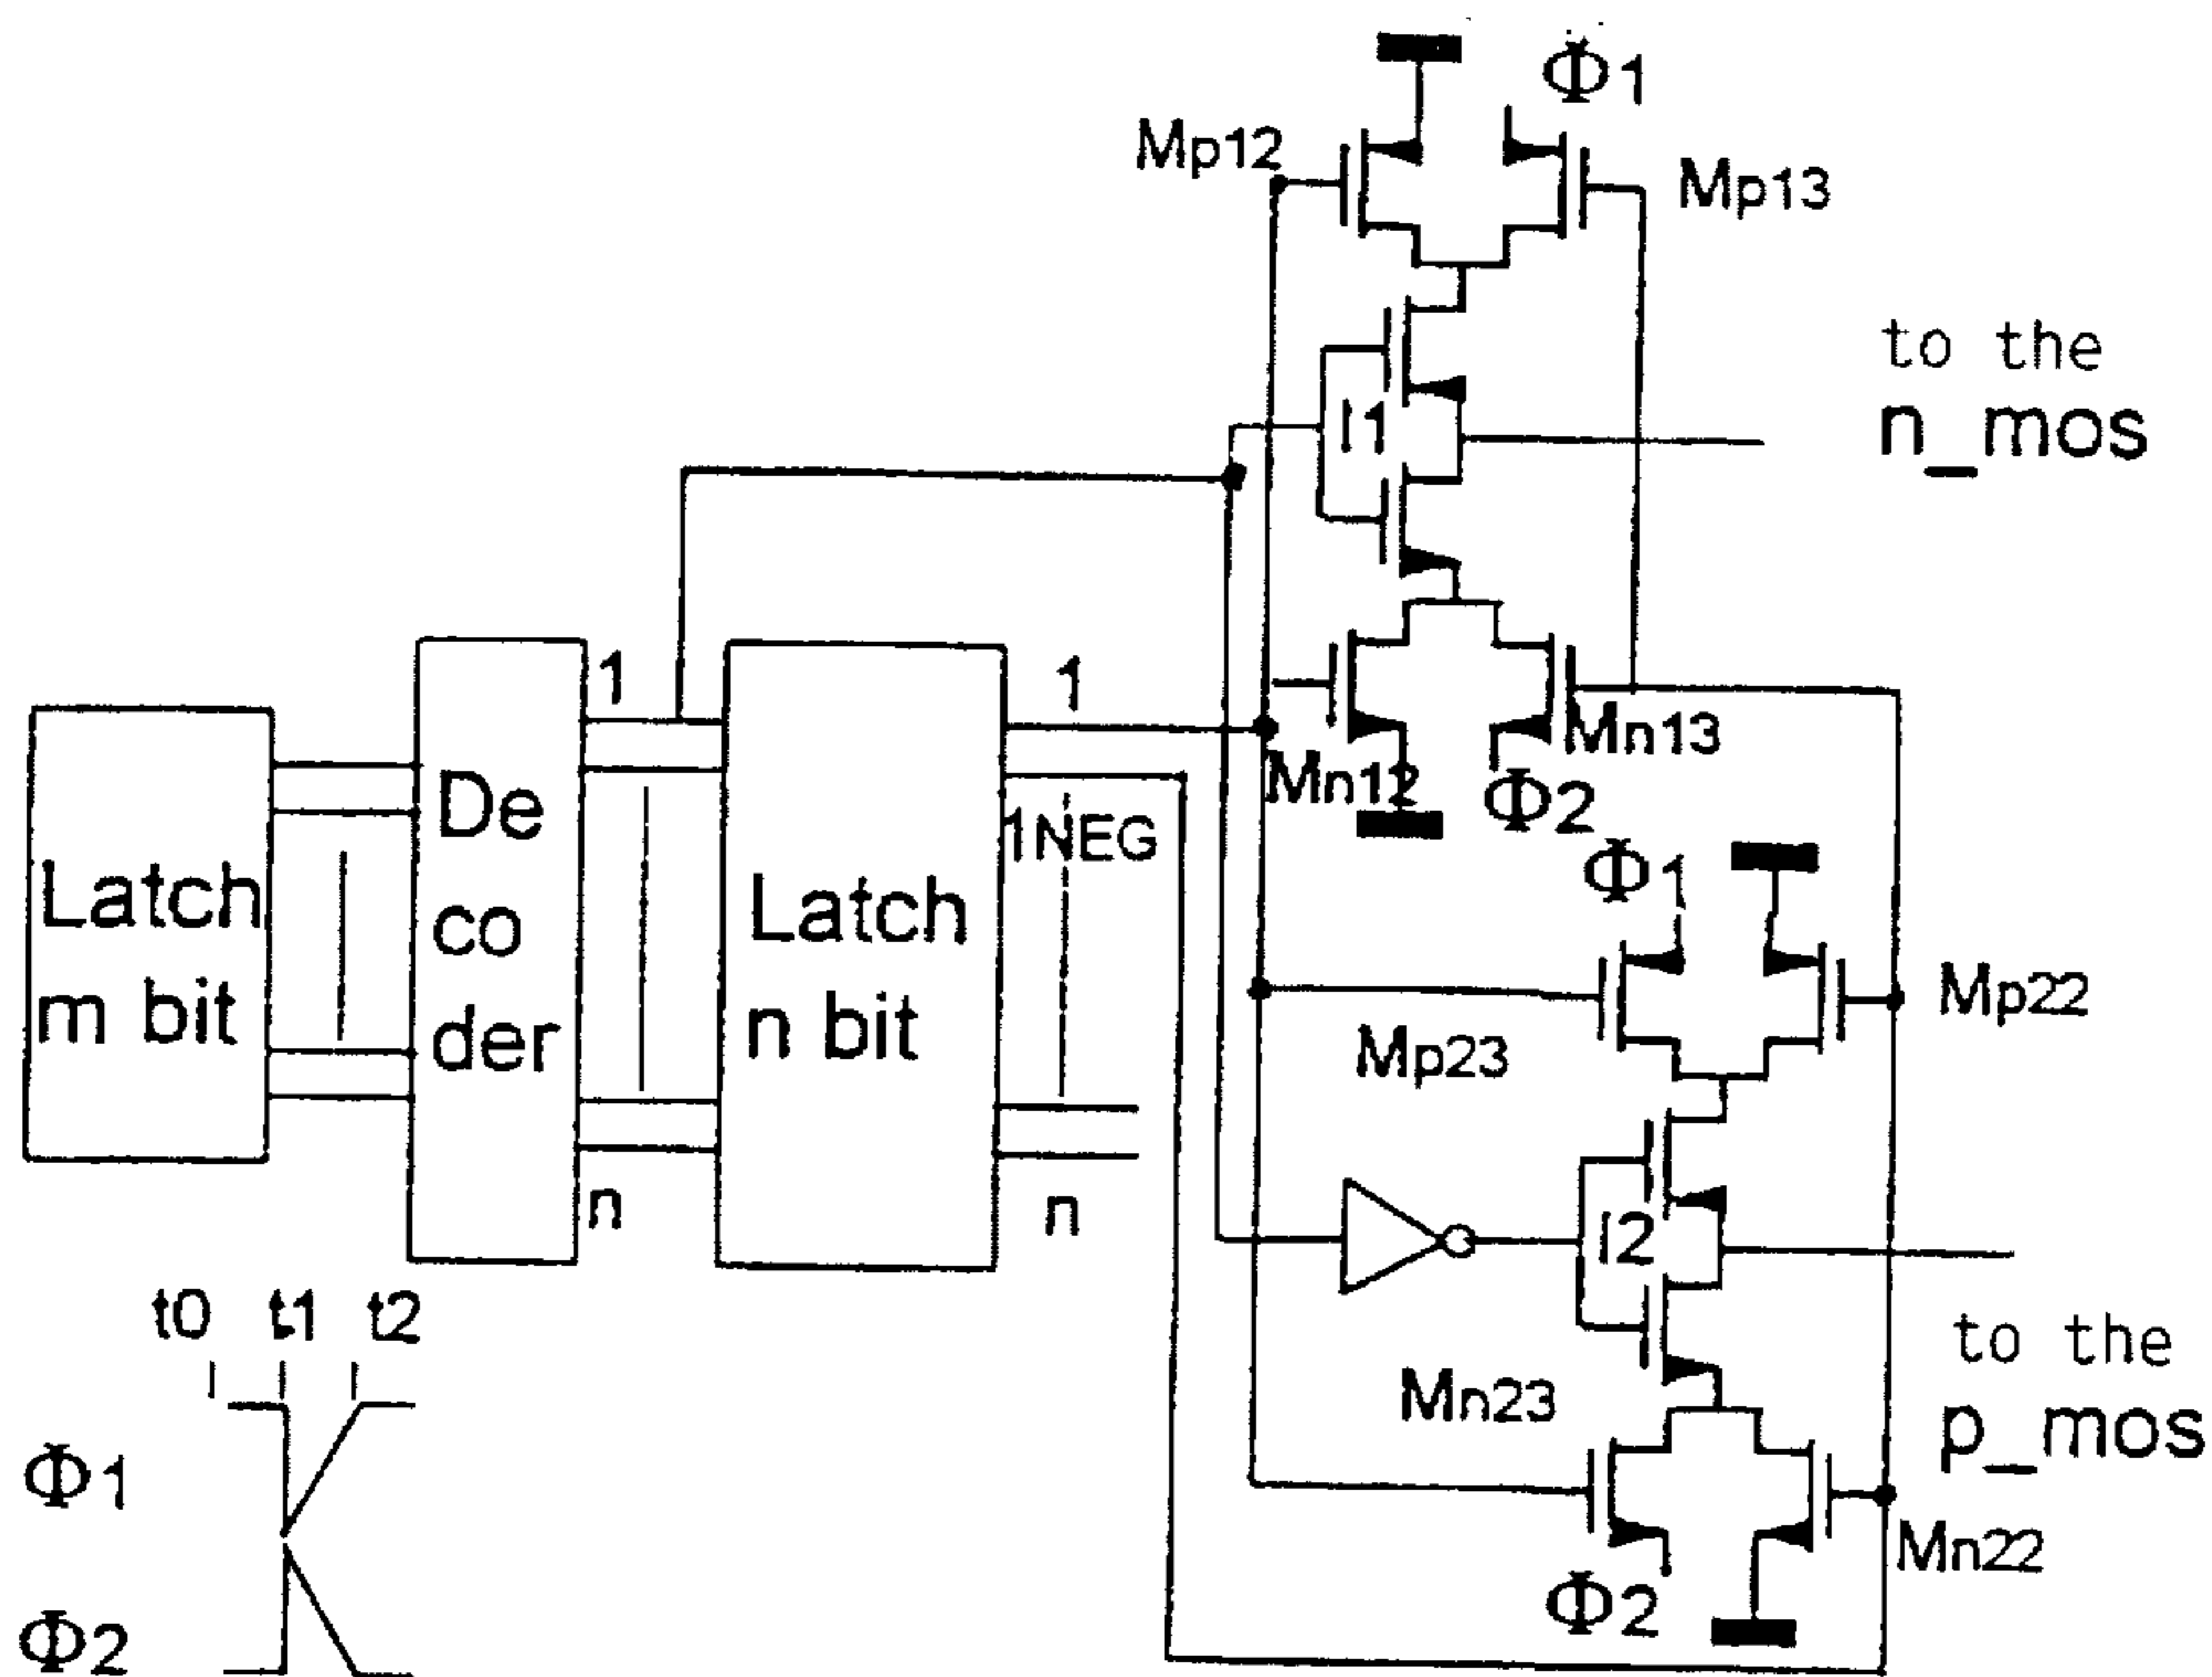 Φ1
Mp12
Mp13
to the
n_mos
I1
1
1
Mn13
Mn12
Φ2
De
co
der
1NEG
Latch
m bit
Latch
n bit
Φ1
Mp22
Mp23
n
n
I2
t0 t1 t2
to the
p_mos
Mn23
Φ1
Mn22
Φ2
Φ2